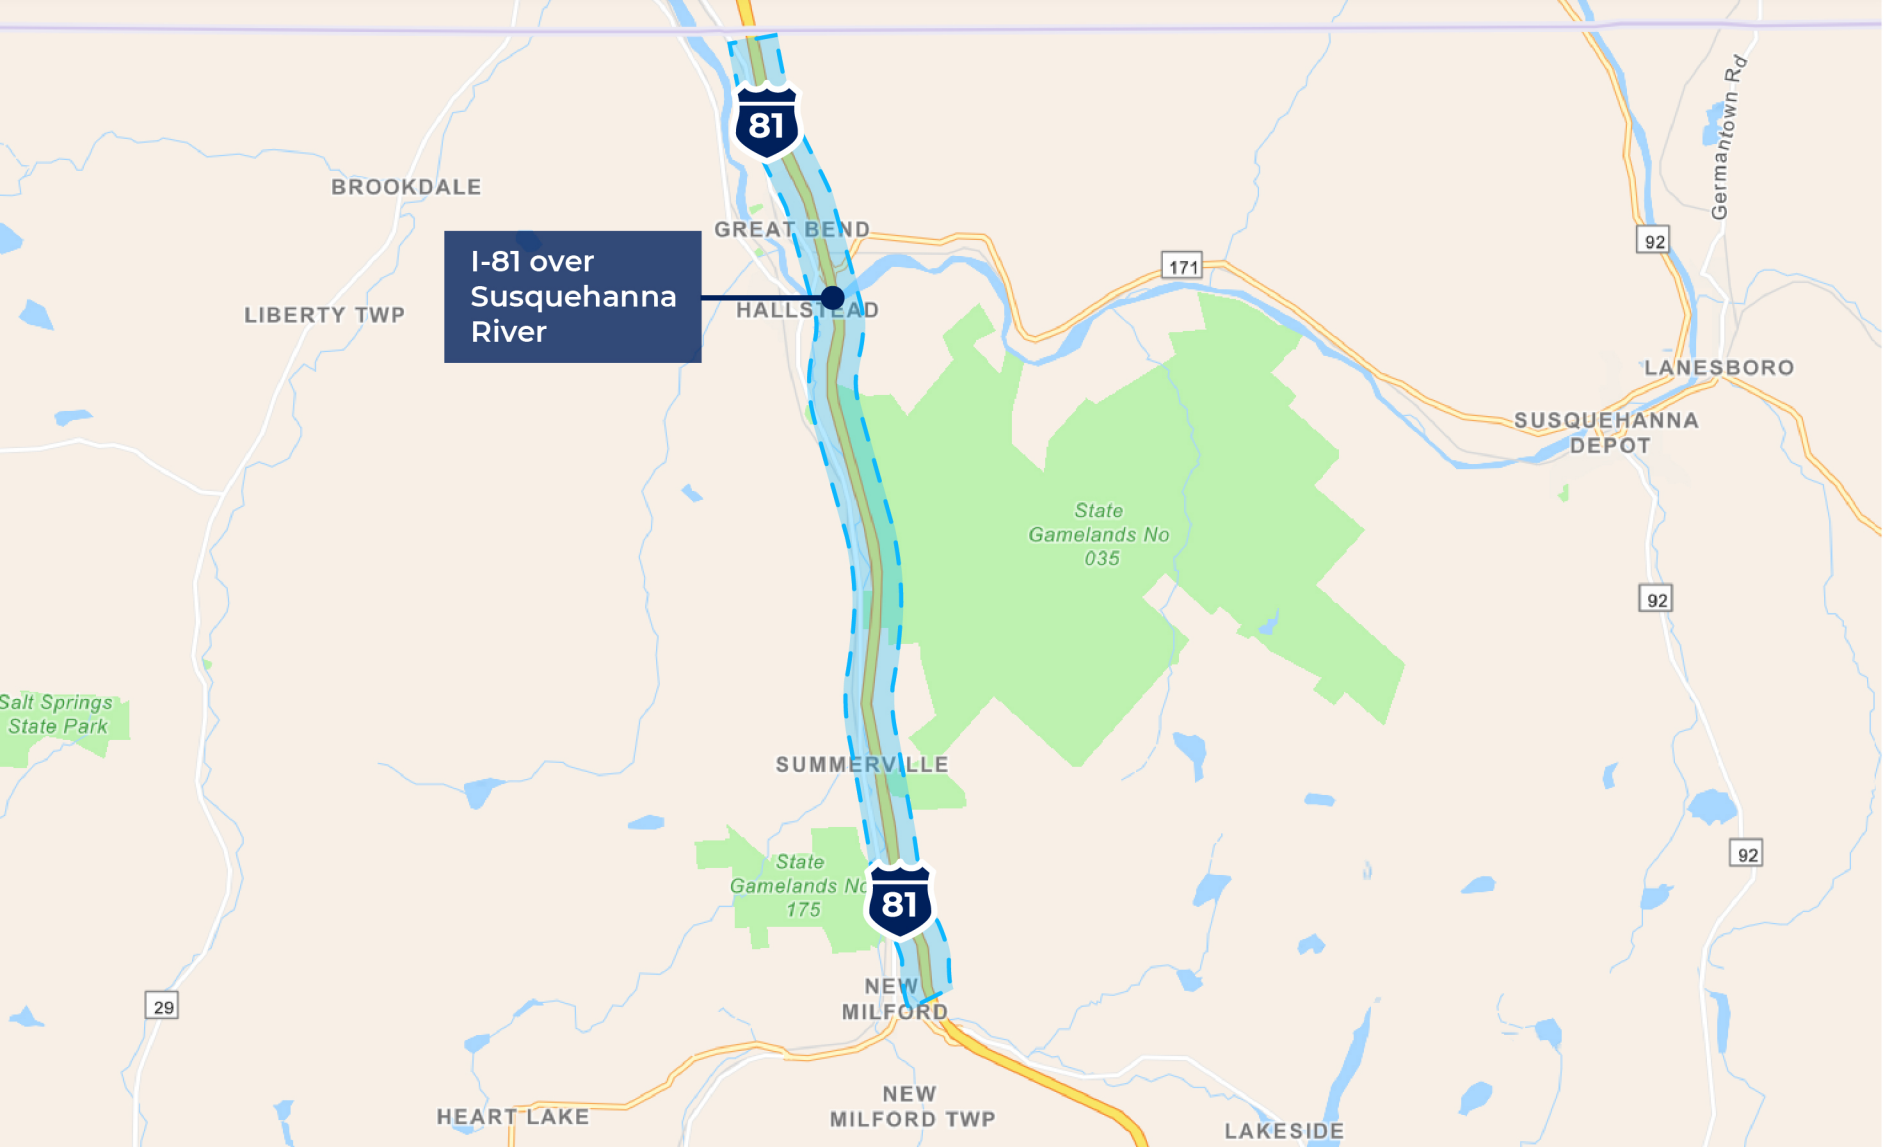 81
Germantown Rd
BROOKDALE
GREAT BEND
92
I-81 over
Susquehanna
River
171
LIBERTY TWP
HALLSTEAD
LANESBORO
SUSQUEHANNA
DEPOT
State
Gamelands No
035
92
Salt Springs
State Park
SUMMERVILLE
92
State
Gamelands No
175
81
NEW
MILFORD
29
NEW
MILFORD TWP
HEART LAKE
LAKESIDE